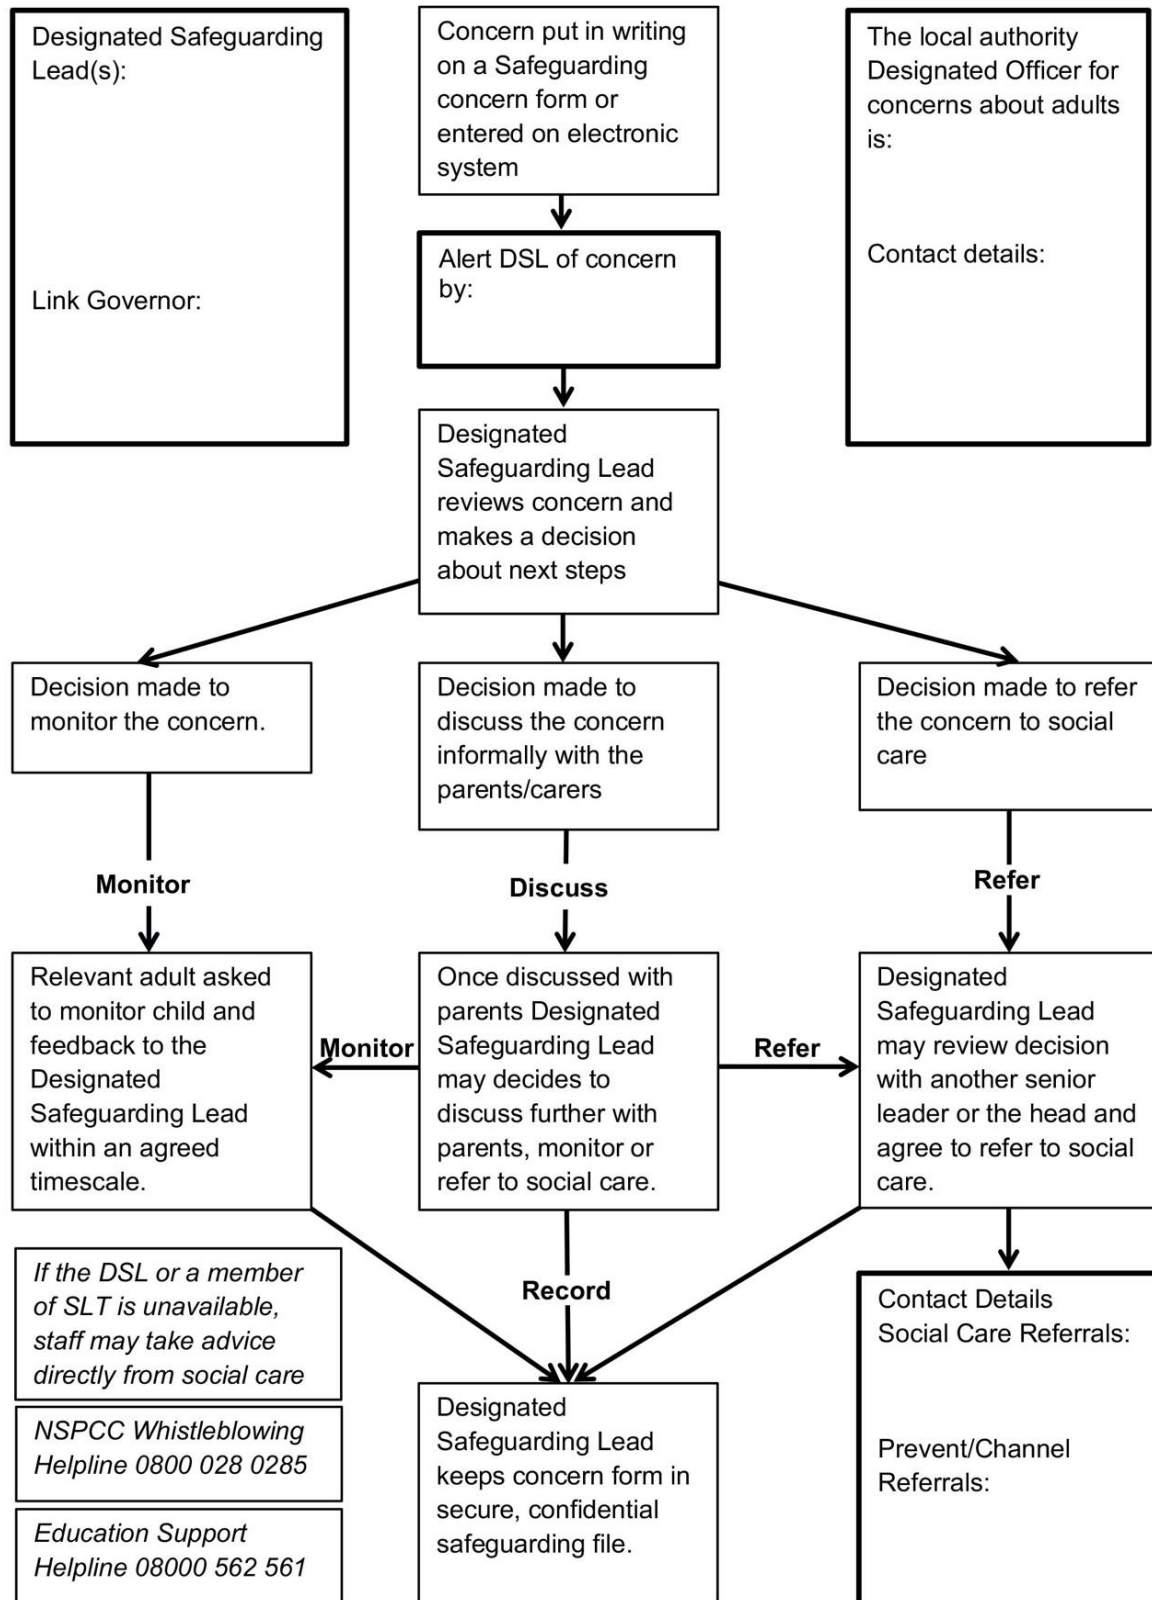 Designated Safeguarding
Lead(s):
Link Governor:
Concern put in writing
on a Safeguarding
concern form or
entered on electronic
system
The local authority
Designated Officer for
concerns about adults
is:
Contact details:
Alert DSL of concern
by:
Designated
Safeguarding Lead
reviews concern and
makes a decision
about next steps
Decision made to
monitor the concern.
Decision made to
discuss the concern
informally with the
parents/carers
Decision made to refer
the concern to social
care
Monitor
Discuss
Refer
Relevant adult asked
to monitor child and
feedback to the
Designated
Safeguarding Lead
within an agreed
timescale.
Monitor
Once discussed with
parents Designated
Safeguarding Lead
may decides to
discuss further with
parents, monitor or
refer to social care.
Refer
Designated
Safeguarding Lead
may review decision
with another senior
leader or the head and
agree to refer to social
care.
If the DSL or a member
of SLT is unavailable,
staff may take advice
directly from social care
NSPCC Whistleblowing
Helpline 0800 028 0285
Education Support
Helpline 08000 562 561
Record
Designated
Safeguarding Lead
keeps concern form in
secure, confidential
safeguarding file.
Contact Details
Social Care Referrals:
Prevent/Channel
Referrals: